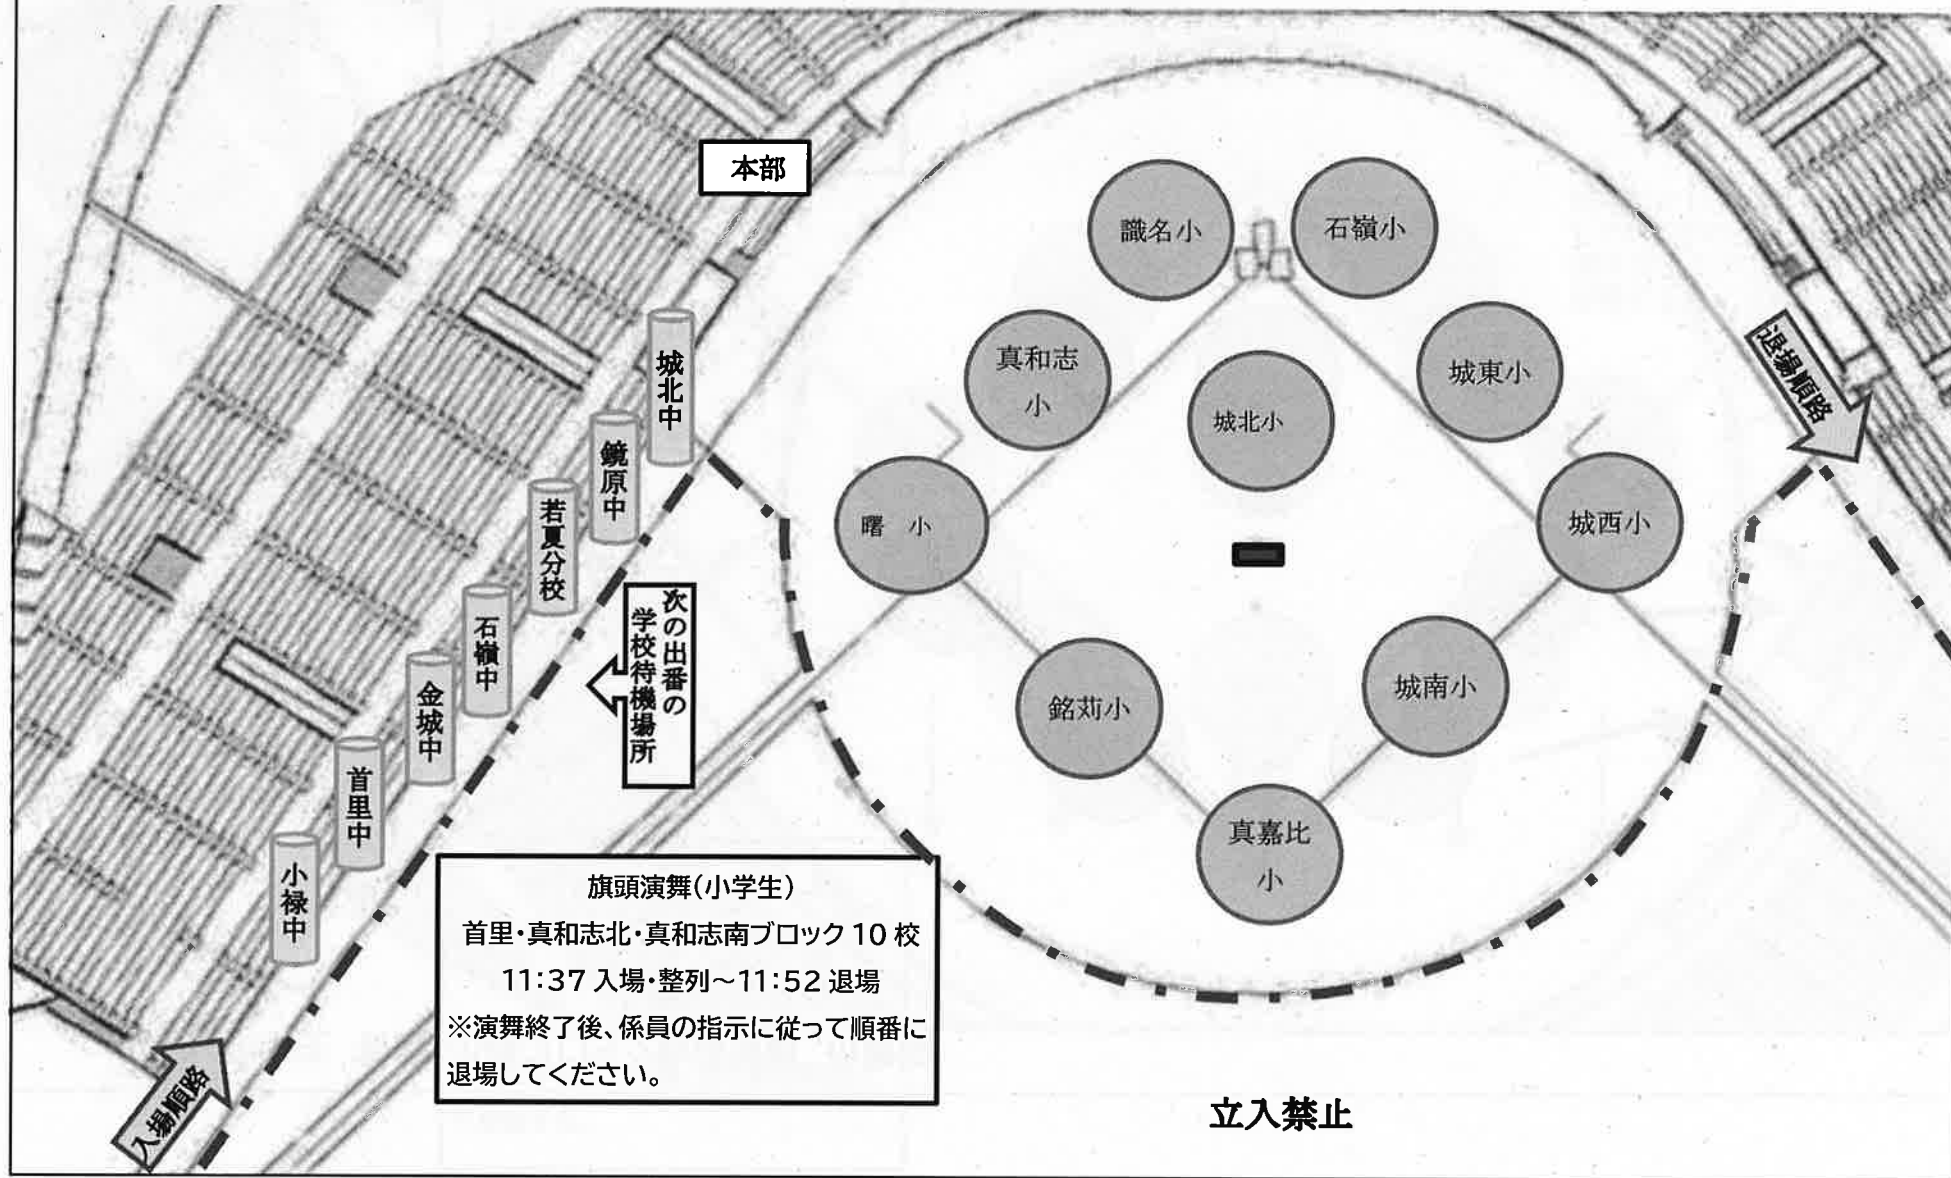 本部
識名小
石嶺小
真和志
小
城北小
城東小
退場順路
曙 小
城西小
城北中
鏡原中
若夏分校
石嶺中
金城中
首里中
小禄中
次の出番の
学校待機場所
銘苅小
城南小
真嘉比
小
旗頭演舞(小学生)
首里・真和志北・真和志南ブロック 10 校
11:37 入場・整列～11:52 退場
※演舞終了後、係員の指示に従って順番に
退場してください。
入場順路
立入禁止